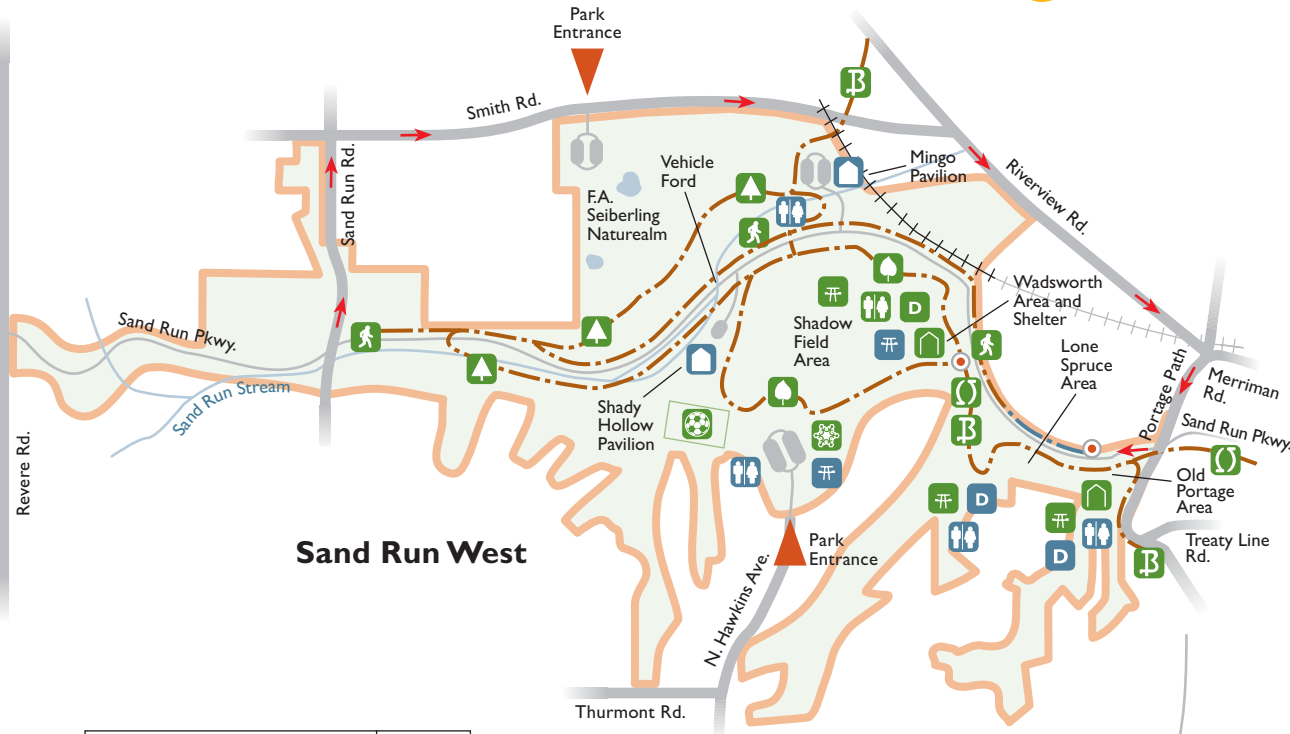 Park
Entrance
Smith Rd.
Sand Run Rd.
Vehicle
Ford
F.A.
Seiberling
Naturealm
Mingo
Pavilion
Riverview Rd.
Wadsworth
Area and
Shelter
Shadow
Field
Area
D
Lone
Spruce
Area
Portage Path
Merriman
Rd.
Sand Run Pkwy.
Sand Run Pkwy.
Sand Run Stream
Shady
Hollow
Pavilion
Revere Rd.
Old
Portage
Area
D
Treaty Line
Rd.
D
Park
Entrance
Sand Run West
N. Hawkins Ave.
Thurmont Rd.
B
B
B